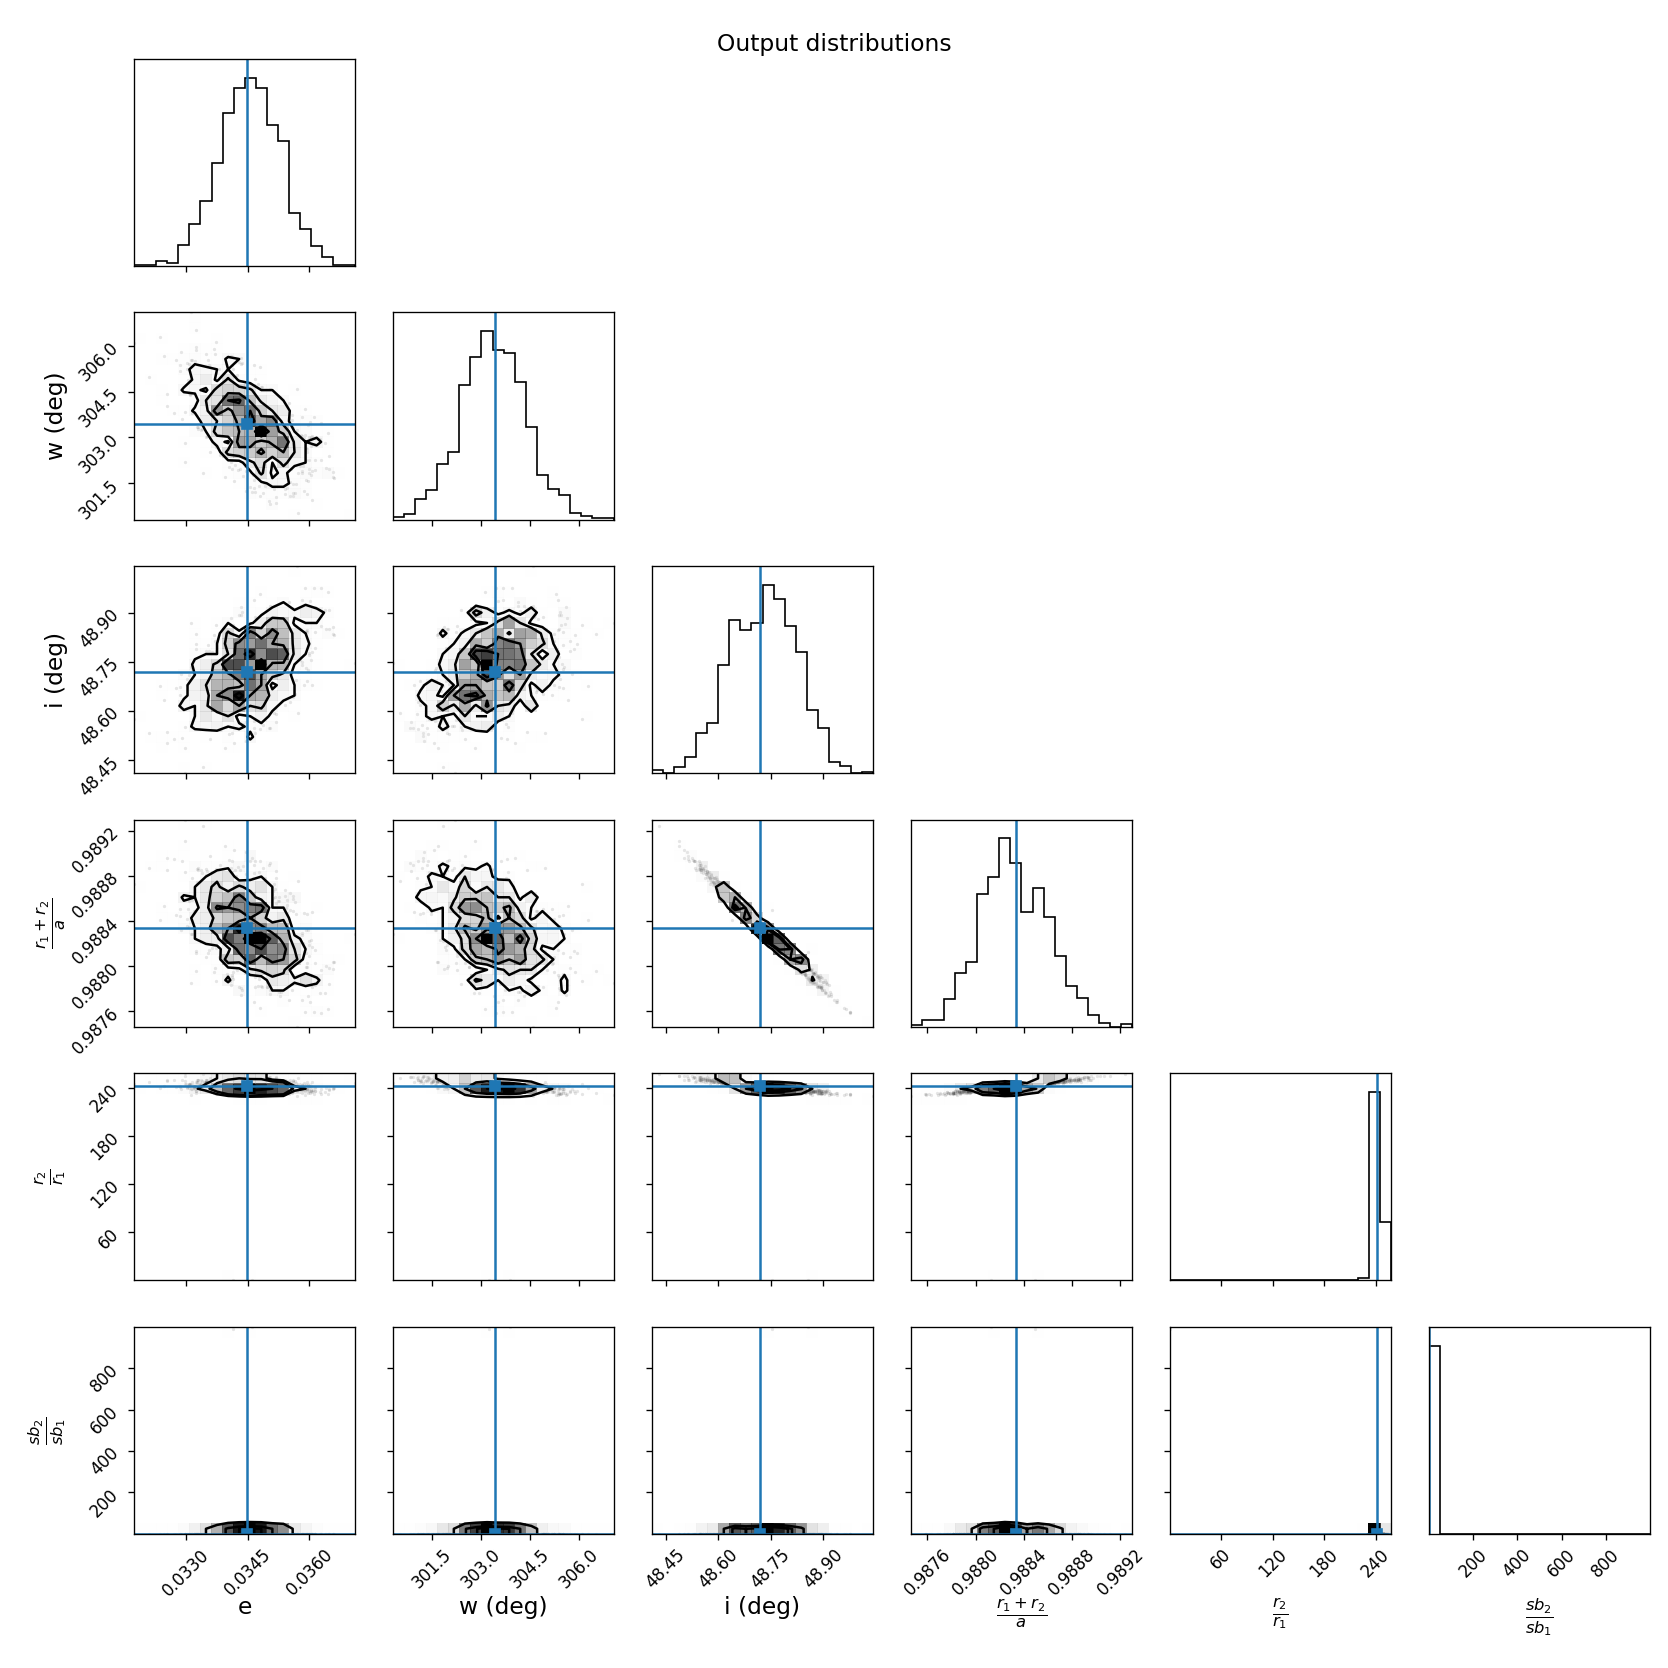 Output distributions
w (deg)
306.0
304.5
303.0
301.5
i (deg)
48.90
48.75
48.60
48.45
r₁ + r₂
a
0.9892
0.9888
0.9884
0.9880
0.9876
r₂
r₁
240
180
120
60
sb₂
sb₁
800
600
400
200
0.0330 0.0345 0.0360
301.5 303.0 304.5 306.0
48.45 48.60 48.75 48.90
0.9876 0.9880 0.9884 0.9888 0.9892
60 120 180 240
200 400 600 800
e
w (deg)
i (deg)
r₁ + r₂
a
r₂
r₁
sb₂
sb₁